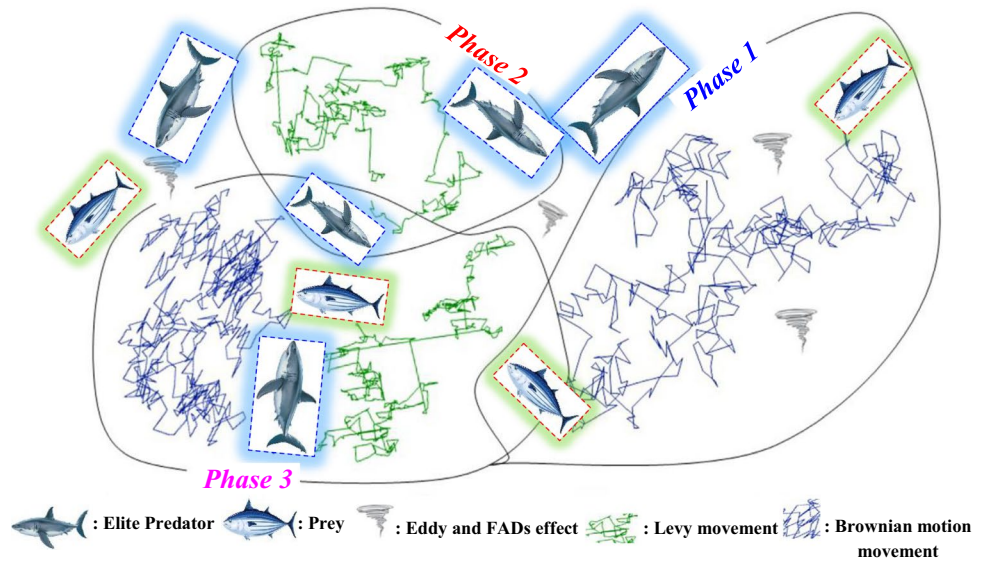 Phase 2
Phase 1
Phase 3
: Elite Predator
: Prey
: Eddy and FADs effect
: Levy movement
: Brownian motion
movement